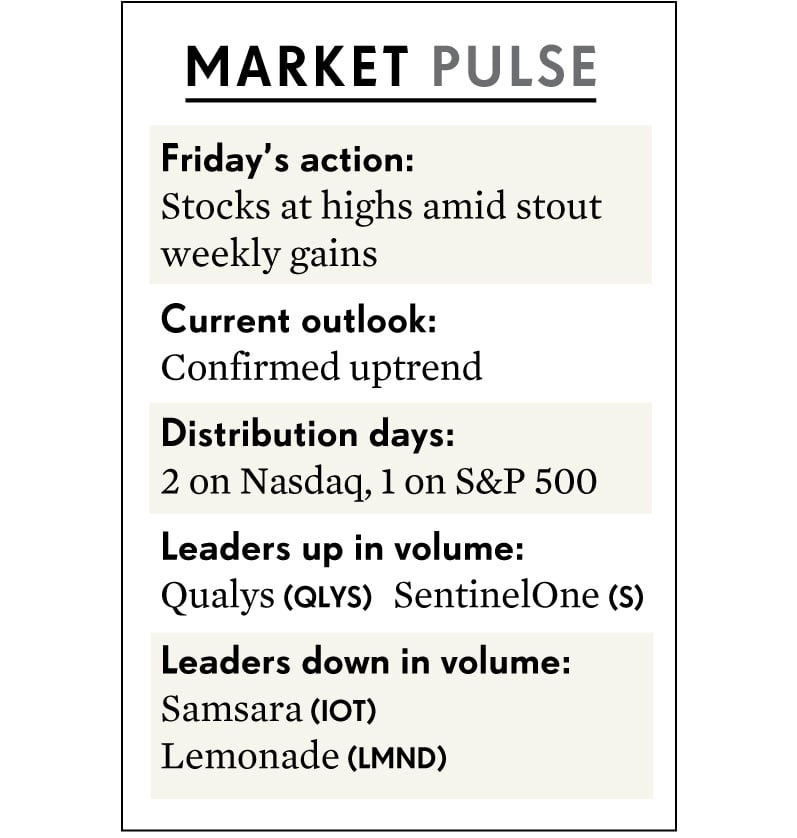 MARKET PULSE
Friday's action:
Stocks at highs amid stout
weekly gains
Current outlook:
Confirmed uptrend
Distribution days:
2 on Nasdaq, 1 on S&P 500
Leaders up in volume:
Qualys (QLYS) SentinelOne (S)
Leaders down in volume:
Samsara (IOT)
Lemonade (LMND)